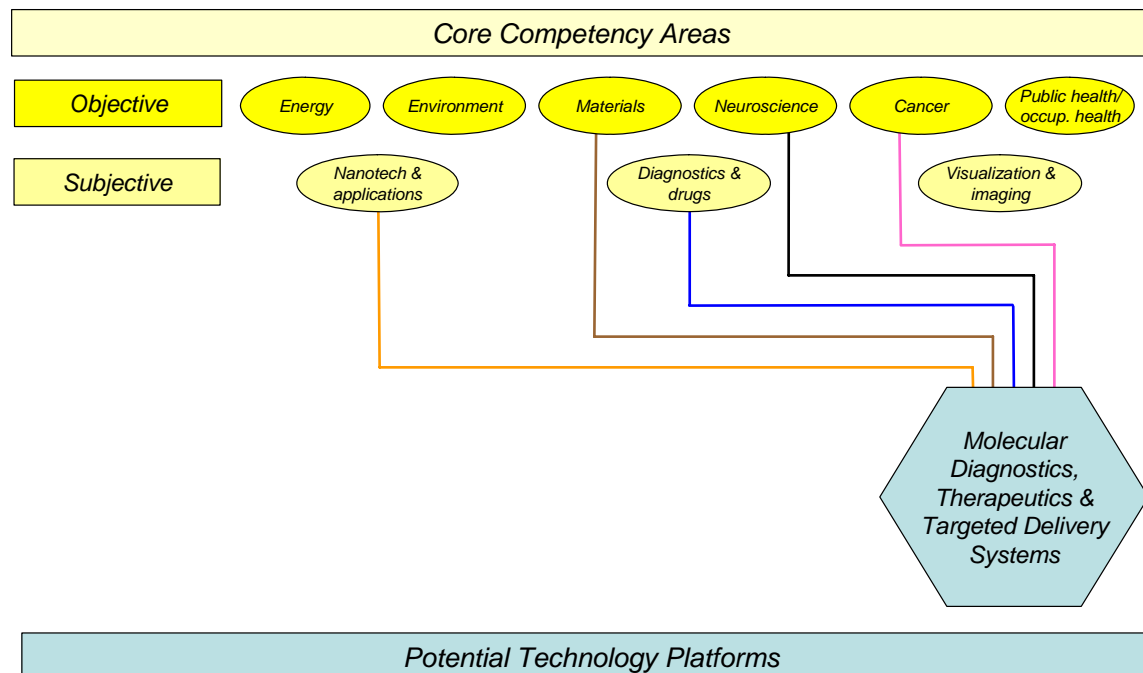 Core Competency Areas
Objective
Energy
Environment
Materials
Neuroscience
Cancer
Public health/
occup. health
Subjective
Nanotech &
applications
Diagnostics &
drugs
Visualization &
imaging
Molecular
Diagnostics,
Therapeutics &
Targeted Delivery
Systems
Potential Technology Platforms